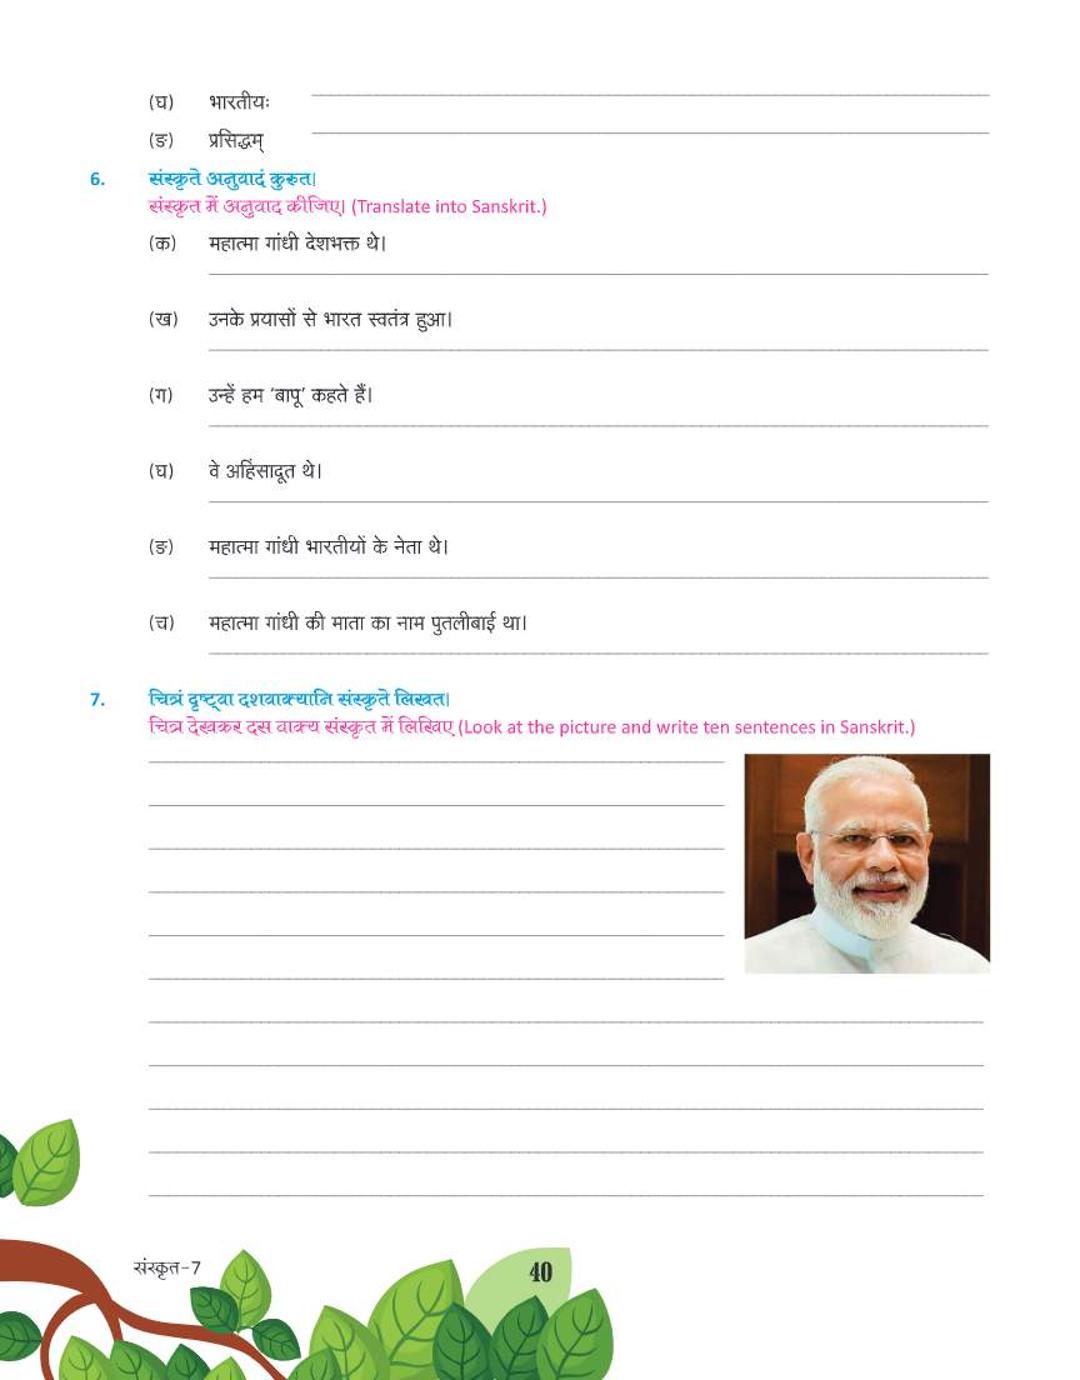 (घ) भारतीयः
(ङ) प्रसिद्धम्
6. संस्कृते अनुवादं कुरुत।
संस्कृत में अनुवाद कीजिए। (Translate into Sanskrit.)
(क) महात्मा गांधी देशभक्त थे।
(ख) उनके प्रयासों से भारत स्वतंत्र हुआ।
(ग) उन्हें हम ‘बापू’ कहते हैं।
(घ) वे अहिंसादूत थे।
(ङ) महात्मा गांधी भारतीयों के नेता थे।
(च) महात्मा गांधी की माता का नाम पुतलीबाई था।
7. चित्रं दृष्ट्वा दशवाक्यानि संस्कृते लिखत।
चित्र देखकर दस वाक्य संस्कृत में लिखिए (Look at the picture and write ten sentences in Sanskrit.)
संस्कृत-7
40